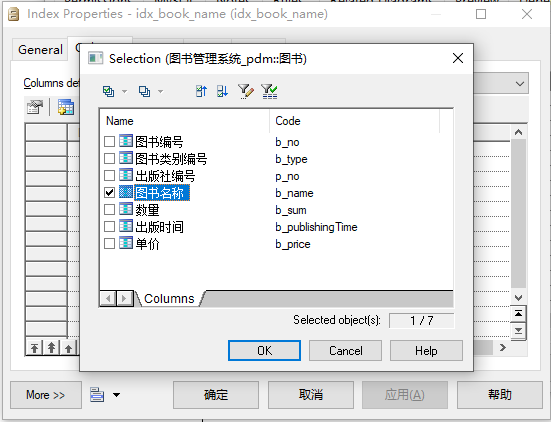 Index Properties - idx_book_name (idx_book_name)
General
Columns def
Selection (图书管理系统_pdm::图书)
Name Code
图书编号 b_no
图书类别编号 b_type
出版社编号 p_no
图书名称 b_name
数量 b_sum
出版时间 b_publishingTime
单价 b_price
Columns
Selected object(s): 1 / 7
OK Cancel Help
More >> 确定 取消 应用(A) 帮助